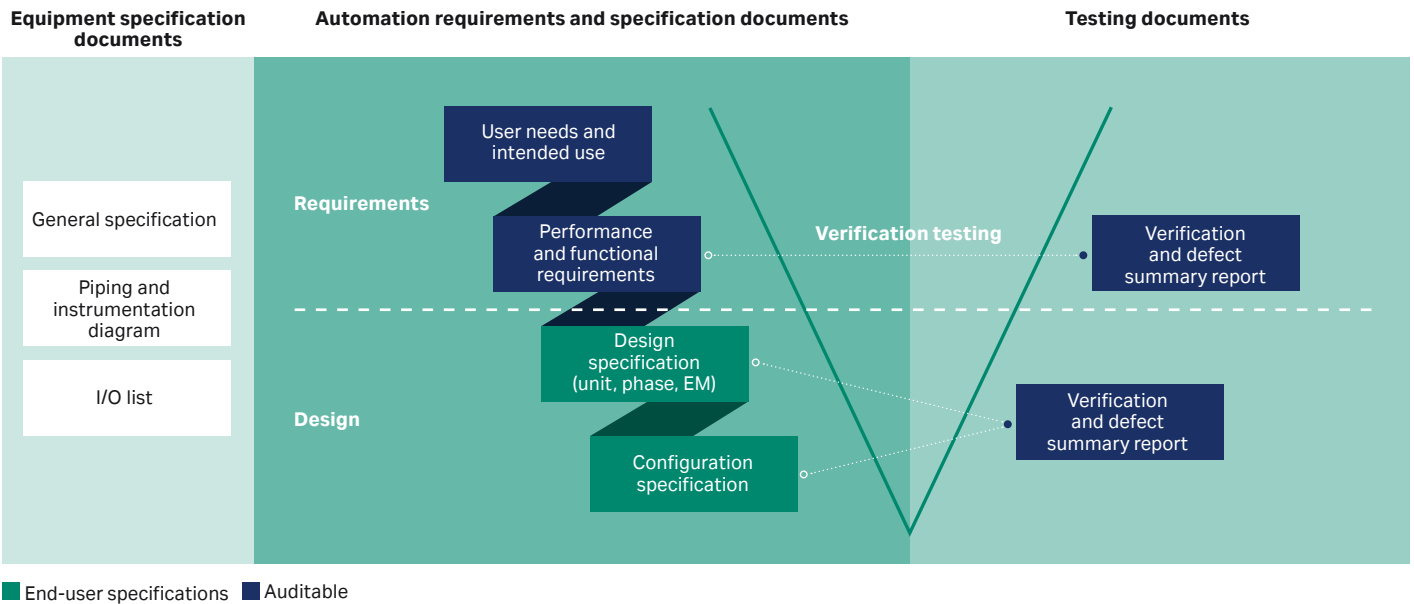 Equipment specification
documents
Automation requirements and specification documents
Testing documents
General specification
Piping and
instrumentation
diagram
I/O list
Requirements
Design
User needs and
intended use
Performance
and functional
requirements
Design
specification
(unit, phase, EM)
Configuration
specification
Verification testing
Verification
and defect
summary report
Verification
and defect
summary report
End-user specifications
Auditable